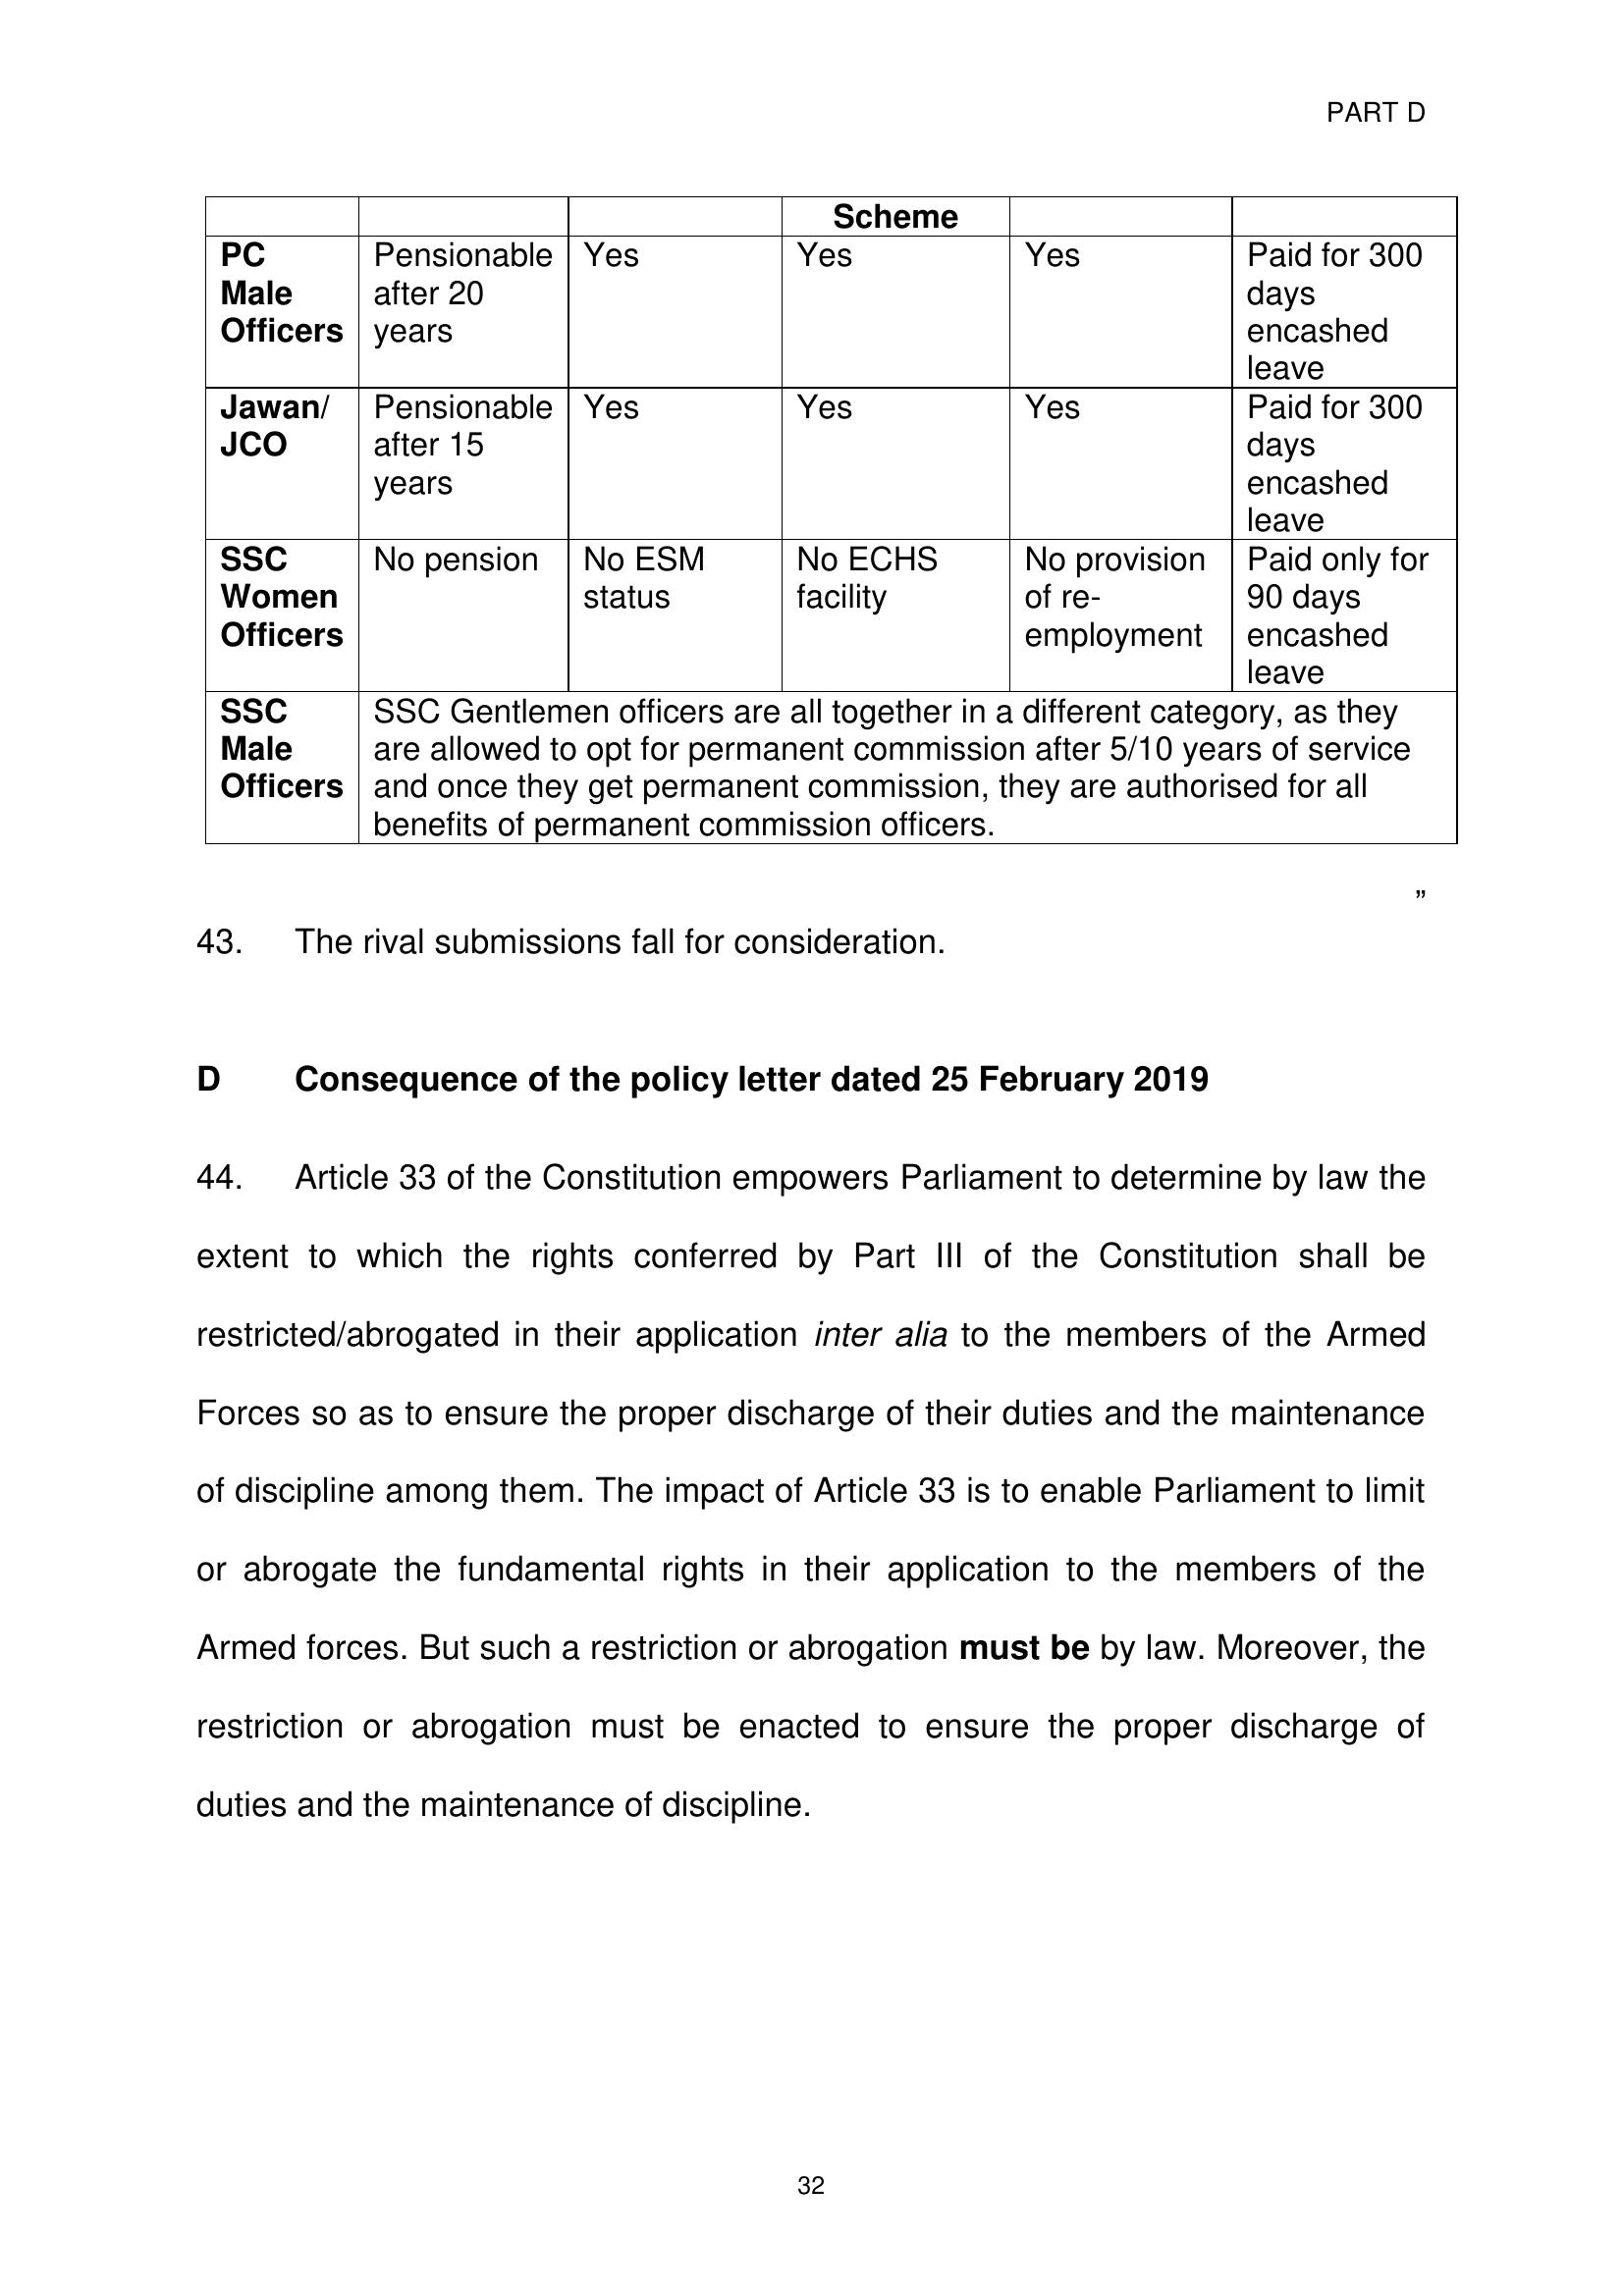 PART D
Scheme
PC Male Officers | Pensionable after 20 years | Yes | Yes | Yes | Paid for 300 days encashed leave
Jawan/ JCO | Pensionable after 15 years | Yes | Yes | Yes | Paid for 300 days encashed leave
SSC Women Officers | No pension | No ESM status | No ECHS facility | No provision of re-employment | Paid only for 90 days encashed leave
SSC Male Officers | SSC Gentlemen officers are all together in a different category, as they are allowed to opt for permanent commission after 5/10 years of service and once they get permanent commission, they are authorised for all benefits of permanent commission officers.
”
43. The rival submissions fall for consideration.
D Consequence of the policy letter dated 25 February 2019
44. Article 33 of the Constitution empowers Parliament to determine by law the
extent to which the rights conferred by Part III of the Constitution shall be
restricted/abrogated in their application inter alia to the members of the Armed
Forces so as to ensure the proper discharge of their duties and the maintenance
of discipline among them. The impact of Article 33 is to enable Parliament to limit
or abrogate the fundamental rights in their application to the members of the
Armed forces. But such a restriction or abrogation must be by law. Moreover, the
restriction or abrogation must be enacted to ensure the proper discharge of
duties and the maintenance of discipline.
32